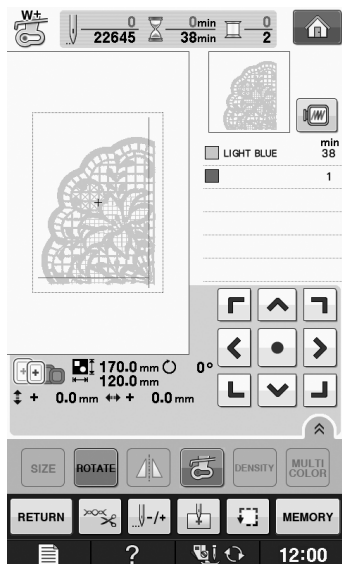 W+
0 0min 0
22645 38min 2
min
LIGHT BLUE 38
1
170.0 mm 0°
120.0 mm
+ 0.0 mm + 0.0 mm
SIZE ROTATE DENSITY MULTI COLOR
RETURN -/+ MEMORY
? 12:00